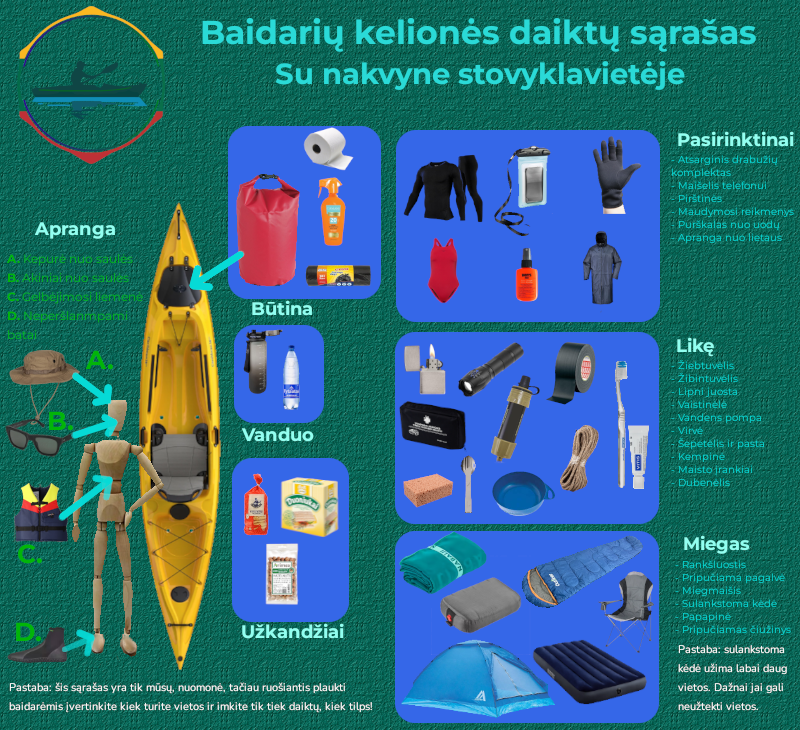 Baidarių kelionės daiktų sąrašas
Su nakvyne stovyklavietėje
Apranga
A. Kepurė nuo saulės
B. Akiniai nuo saulės
C. Gelbėjimosi liemenė
D. Neperšlanmpami
batai
A.
B.
C.
D.
Būtina
Vanduo
Užkandžiai
Pasirinktinai
- Atsarginis drabužių
komplektas
- Maišelis telefonui
- Pirštinės
- Maudymosi reikmenys
- Purškalas nuo uodų
- Apranga nuo lietaus
Likę
- Žiebtuvėlis
- Žibintuvėlis
- Lipni juosta
- Vaistinėlė
- Vandens pompa
- Virvė
- Šepetėlis ir pasta
- Kempinė
- Maisto įrankiai
- Dubenėlis
Miegas
- Rankšluostis
- Pripučiama pagalvė
- Miegmaišis
- Sulankstoma kėdė
- Papapinė
- Pripučiamas čiužinys
Pastaba: sulankstoma
kėdė užima labai daug
vietos. Dažnai jai gali
neužtekti vietos.
Pastaba: šis sąrašas yra tik mūsų, nuomonė, tačiau ruošiantis plaukti
baidarėmis įvertinkite kiek turite vietos ir imkite tik tiek daiktų, kiek tilps!